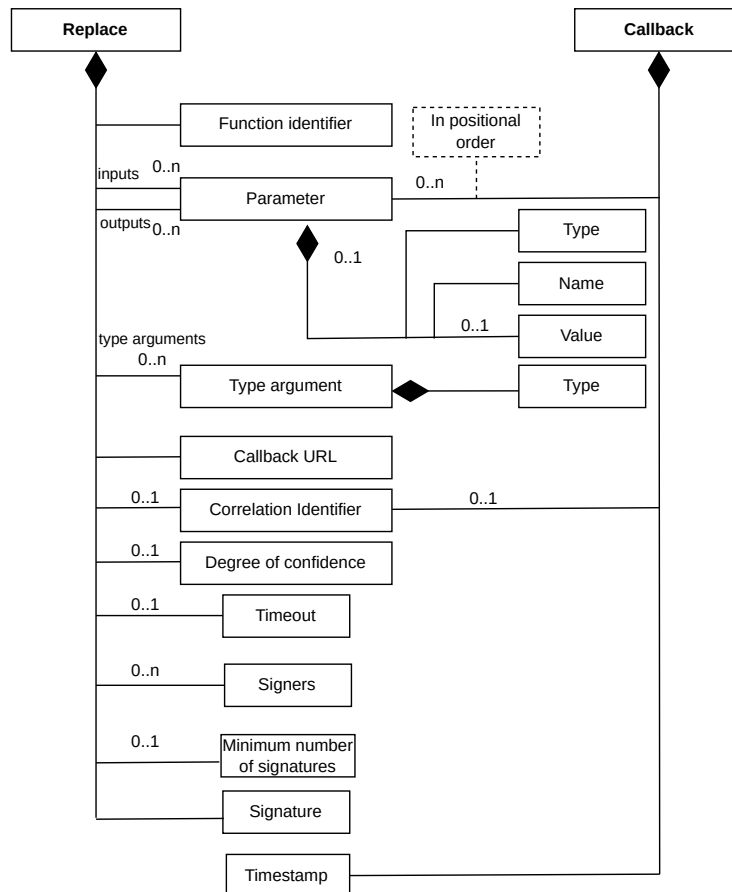 Replace
Callback
Function identifier
In positional
order
inputs
0..n
Parameter
0..n
outputs
0..n
Type
0..1
Name
0..1
Value
type arguments
0..n
Type argument
Type
Callback URL
0..1
Correlation Identifier
0..1
0..1
Degree of confidence
0..1
Timeout
0..n
Signers
0..1
Minimum number
of signatures
Signature
Timestamp